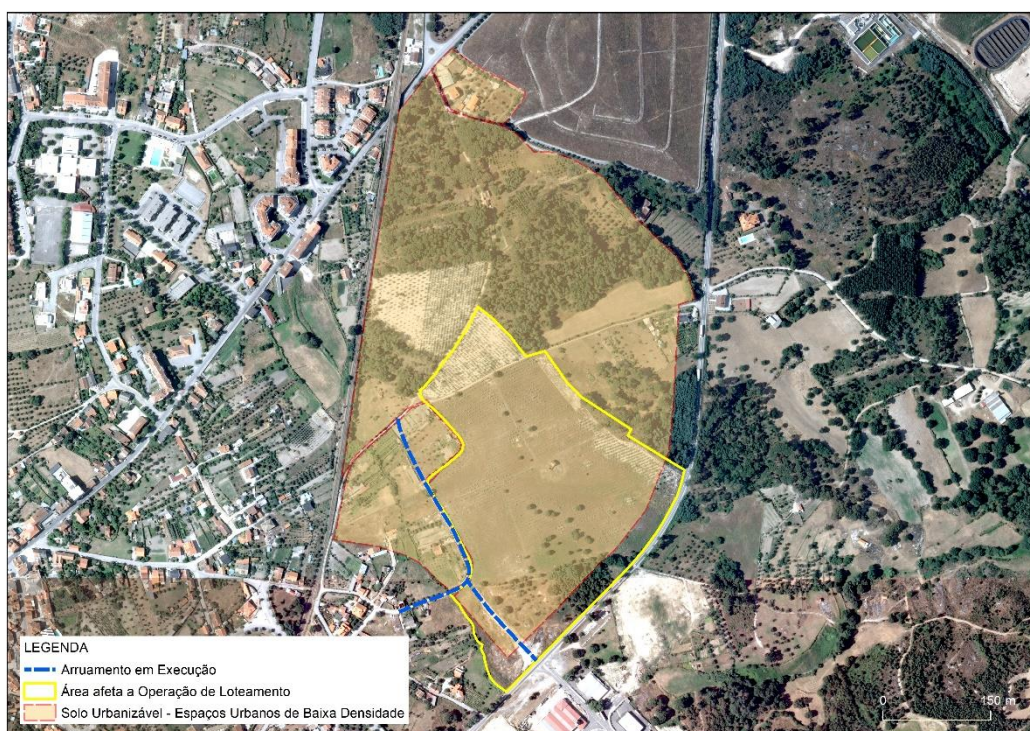 LEGENDA
Arruamento em Execução
Área afeta a Operação de Loteamento
Solo Urbanizável - Espaços Urbanos de Baixa Densidade
0 150 m